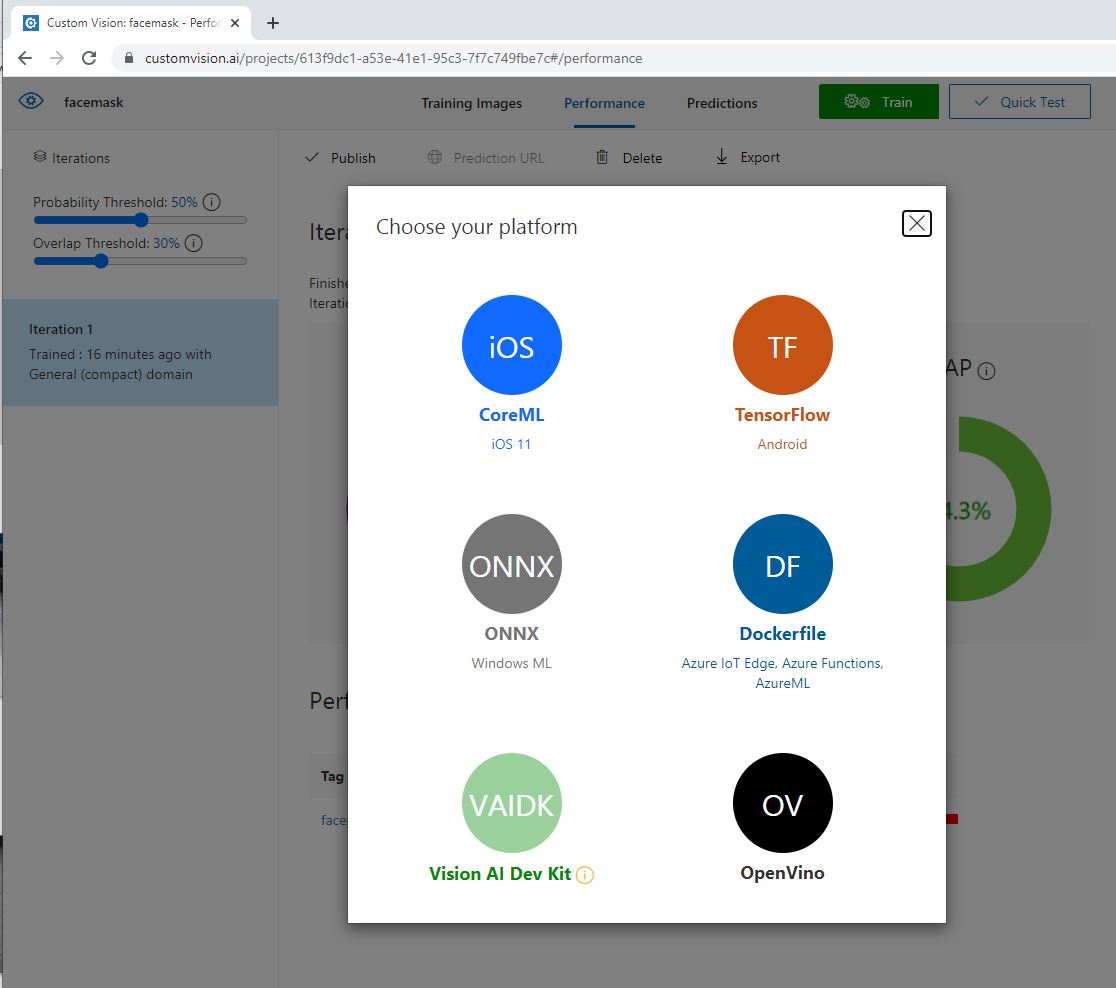 Custom Vision: facemask - Perfo
customvision.ai/projects/613f9dc1-a53e-41e1-95c3-7f7c749fbe7c#/performance
facemask
Training Images
Performance
Predictions
Train
Quick Test
Iterations
Publish
Prediction URL
Delete
Export
Probability Threshold: 50%
Overlap Threshold: 30%
Iteration 1
Trained : 16 minutes ago with
General (compact) domain
Choose your platform
iOS
CoreML
iOS 11
TF
TensorFlow
Android
ONNX
ONNX
Windows ML
DF
Dockerfile
Azure IoT Edge, Azure Functions,
AzureML
VAIDK
Vision AI Dev Kit
OV
OpenVino
Itera
Finishe
Iteratio
AP
4.3%
Perf
Tag
face